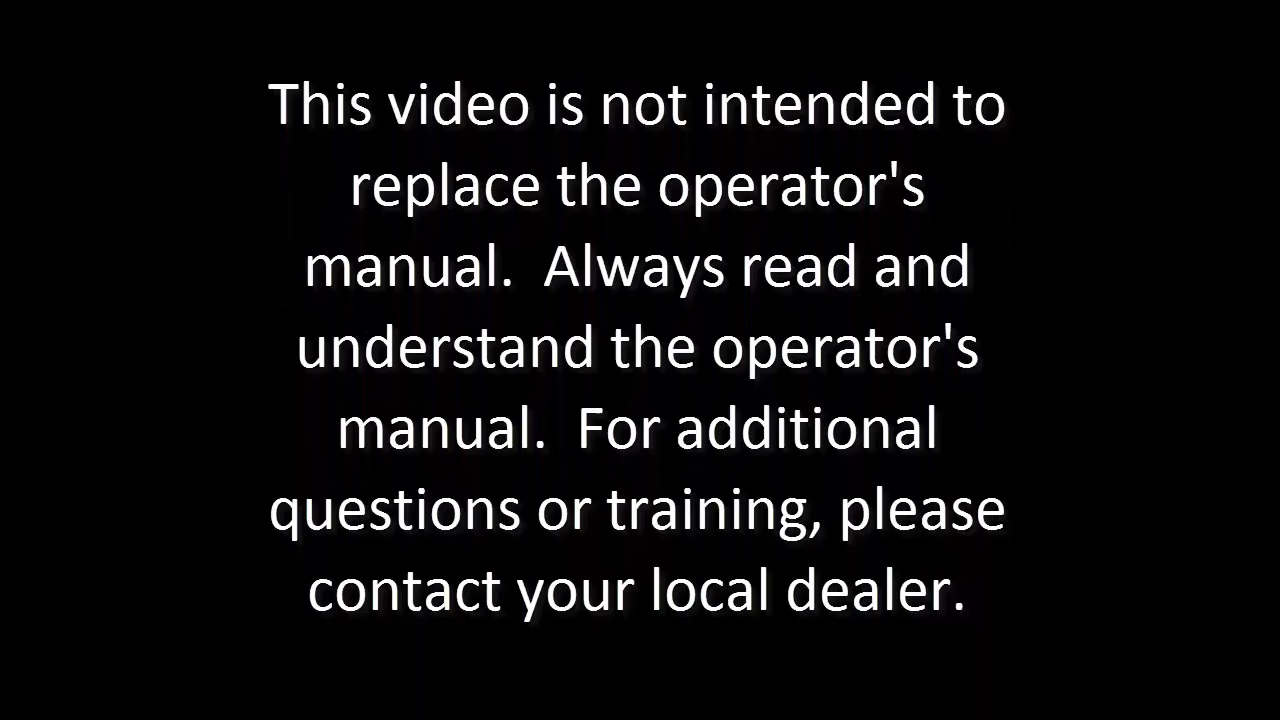 This video is not intended to
replace the operator's
manual.  Always read and
understand the operator's
manual.  For additional
questions or training, please
contact your local dealer.